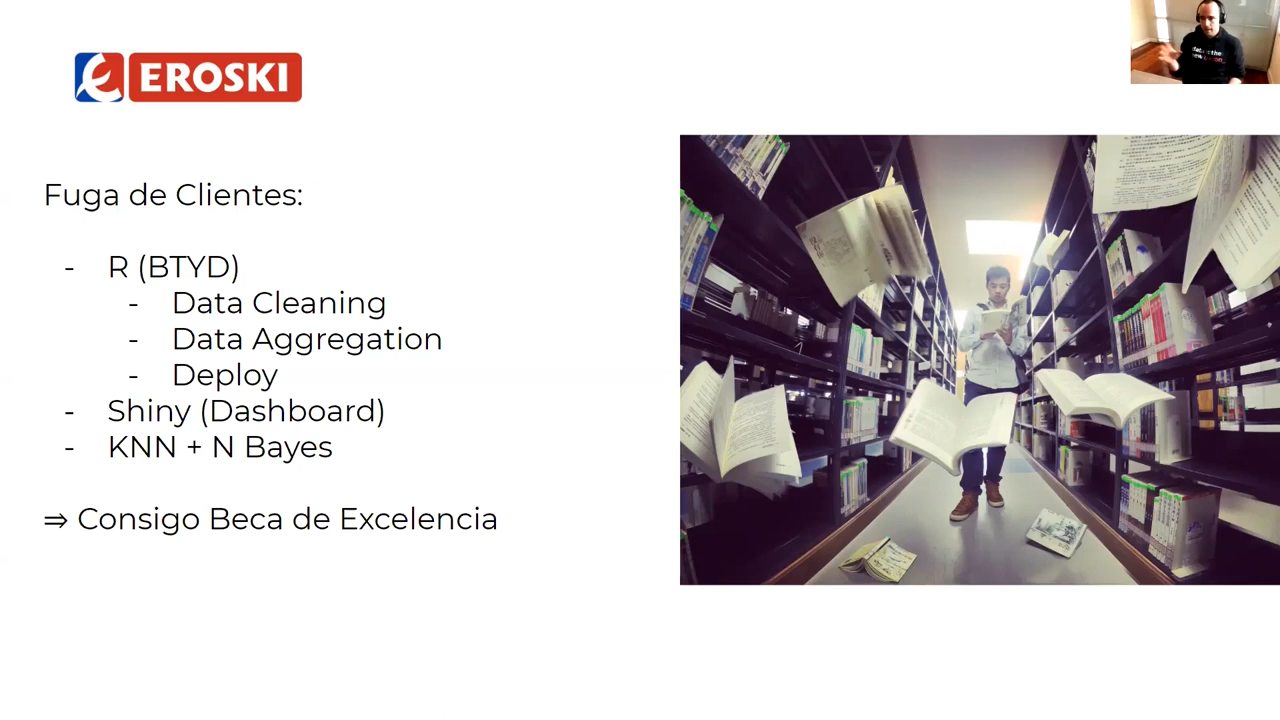 EROSKI
Fuga de Clientes:
- R (BTYD)
- Data Cleaning
- Data Aggregation
- Deploy
- Shiny (Dashboard)
- KNN + N Bayes
⇒ Consigo Beca de Excelencia